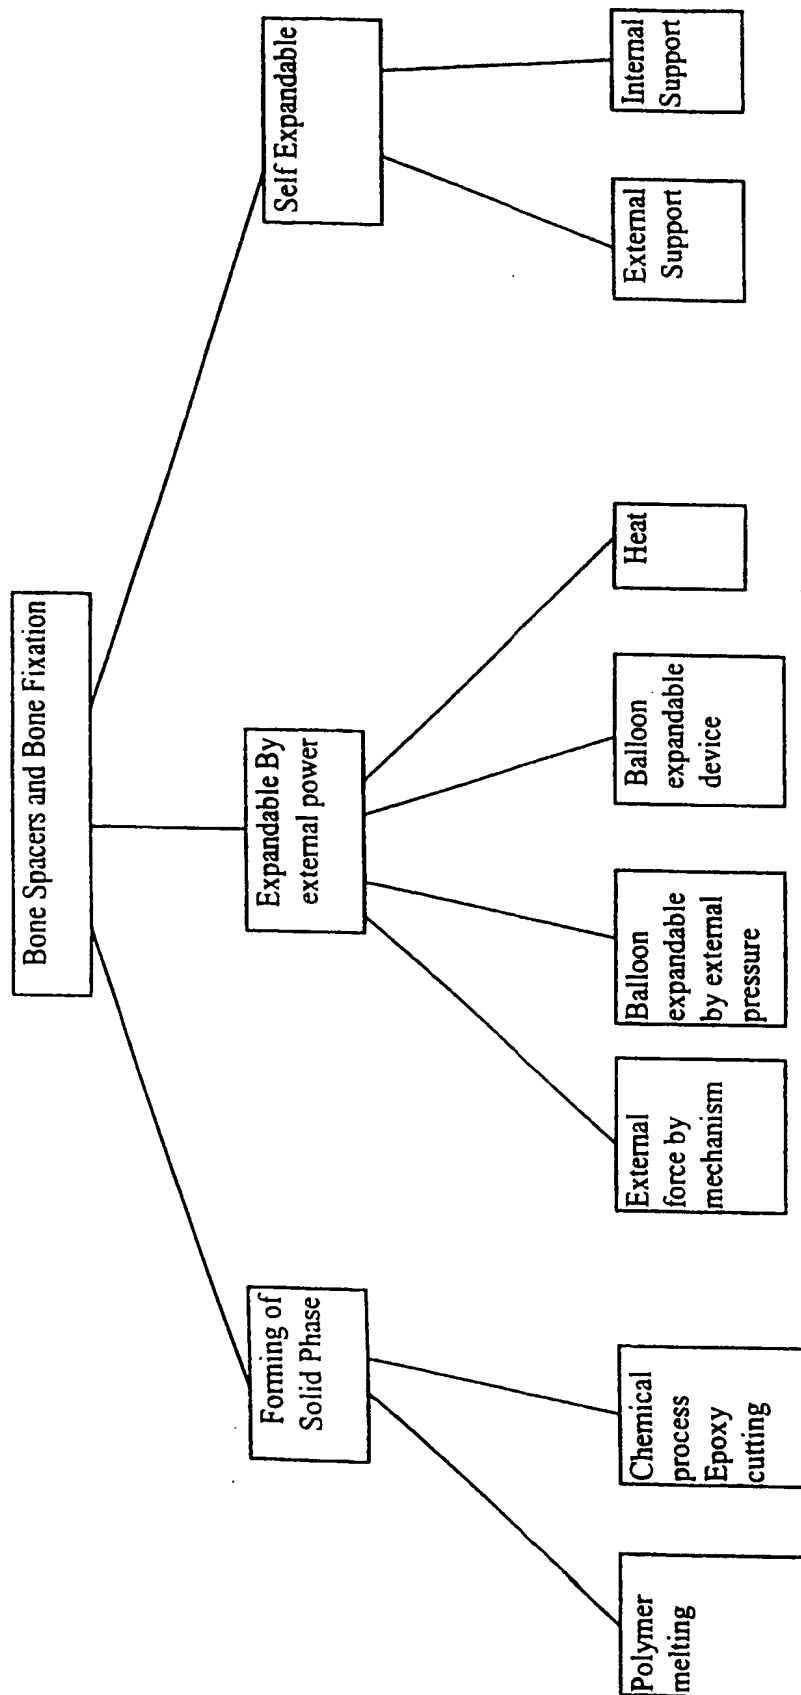 Bone Spacers and Bone Fixation
Forming of
Solid Phase
Expandable By
external power
Self Expandable
Polymer
melting
Chemical
process
Epoxy
cutting
External
force by
mechanism
Balloon
expandable
by external
pressure
Balloon
expandable
device
Heat
External
Support
Internal
Support